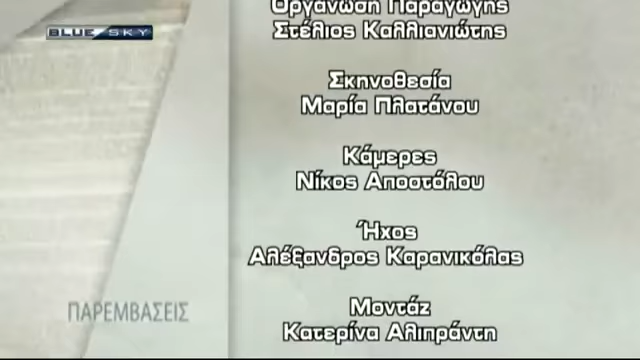 BLUE SKY
Οργάνωση Παραγωγής
Στέλιος Καλλιανιώτης
Σκηνοθεσία
Μαρία Πλατάνου
Κάμερες
Νίκος Αποστόλου
Ήχος
Αλέξανδρος Καρανικόλας
Μοντάζ
Κατερίνα Αλιπράντη
ΠΑΡΕΜΒΑΣΕΙΣ